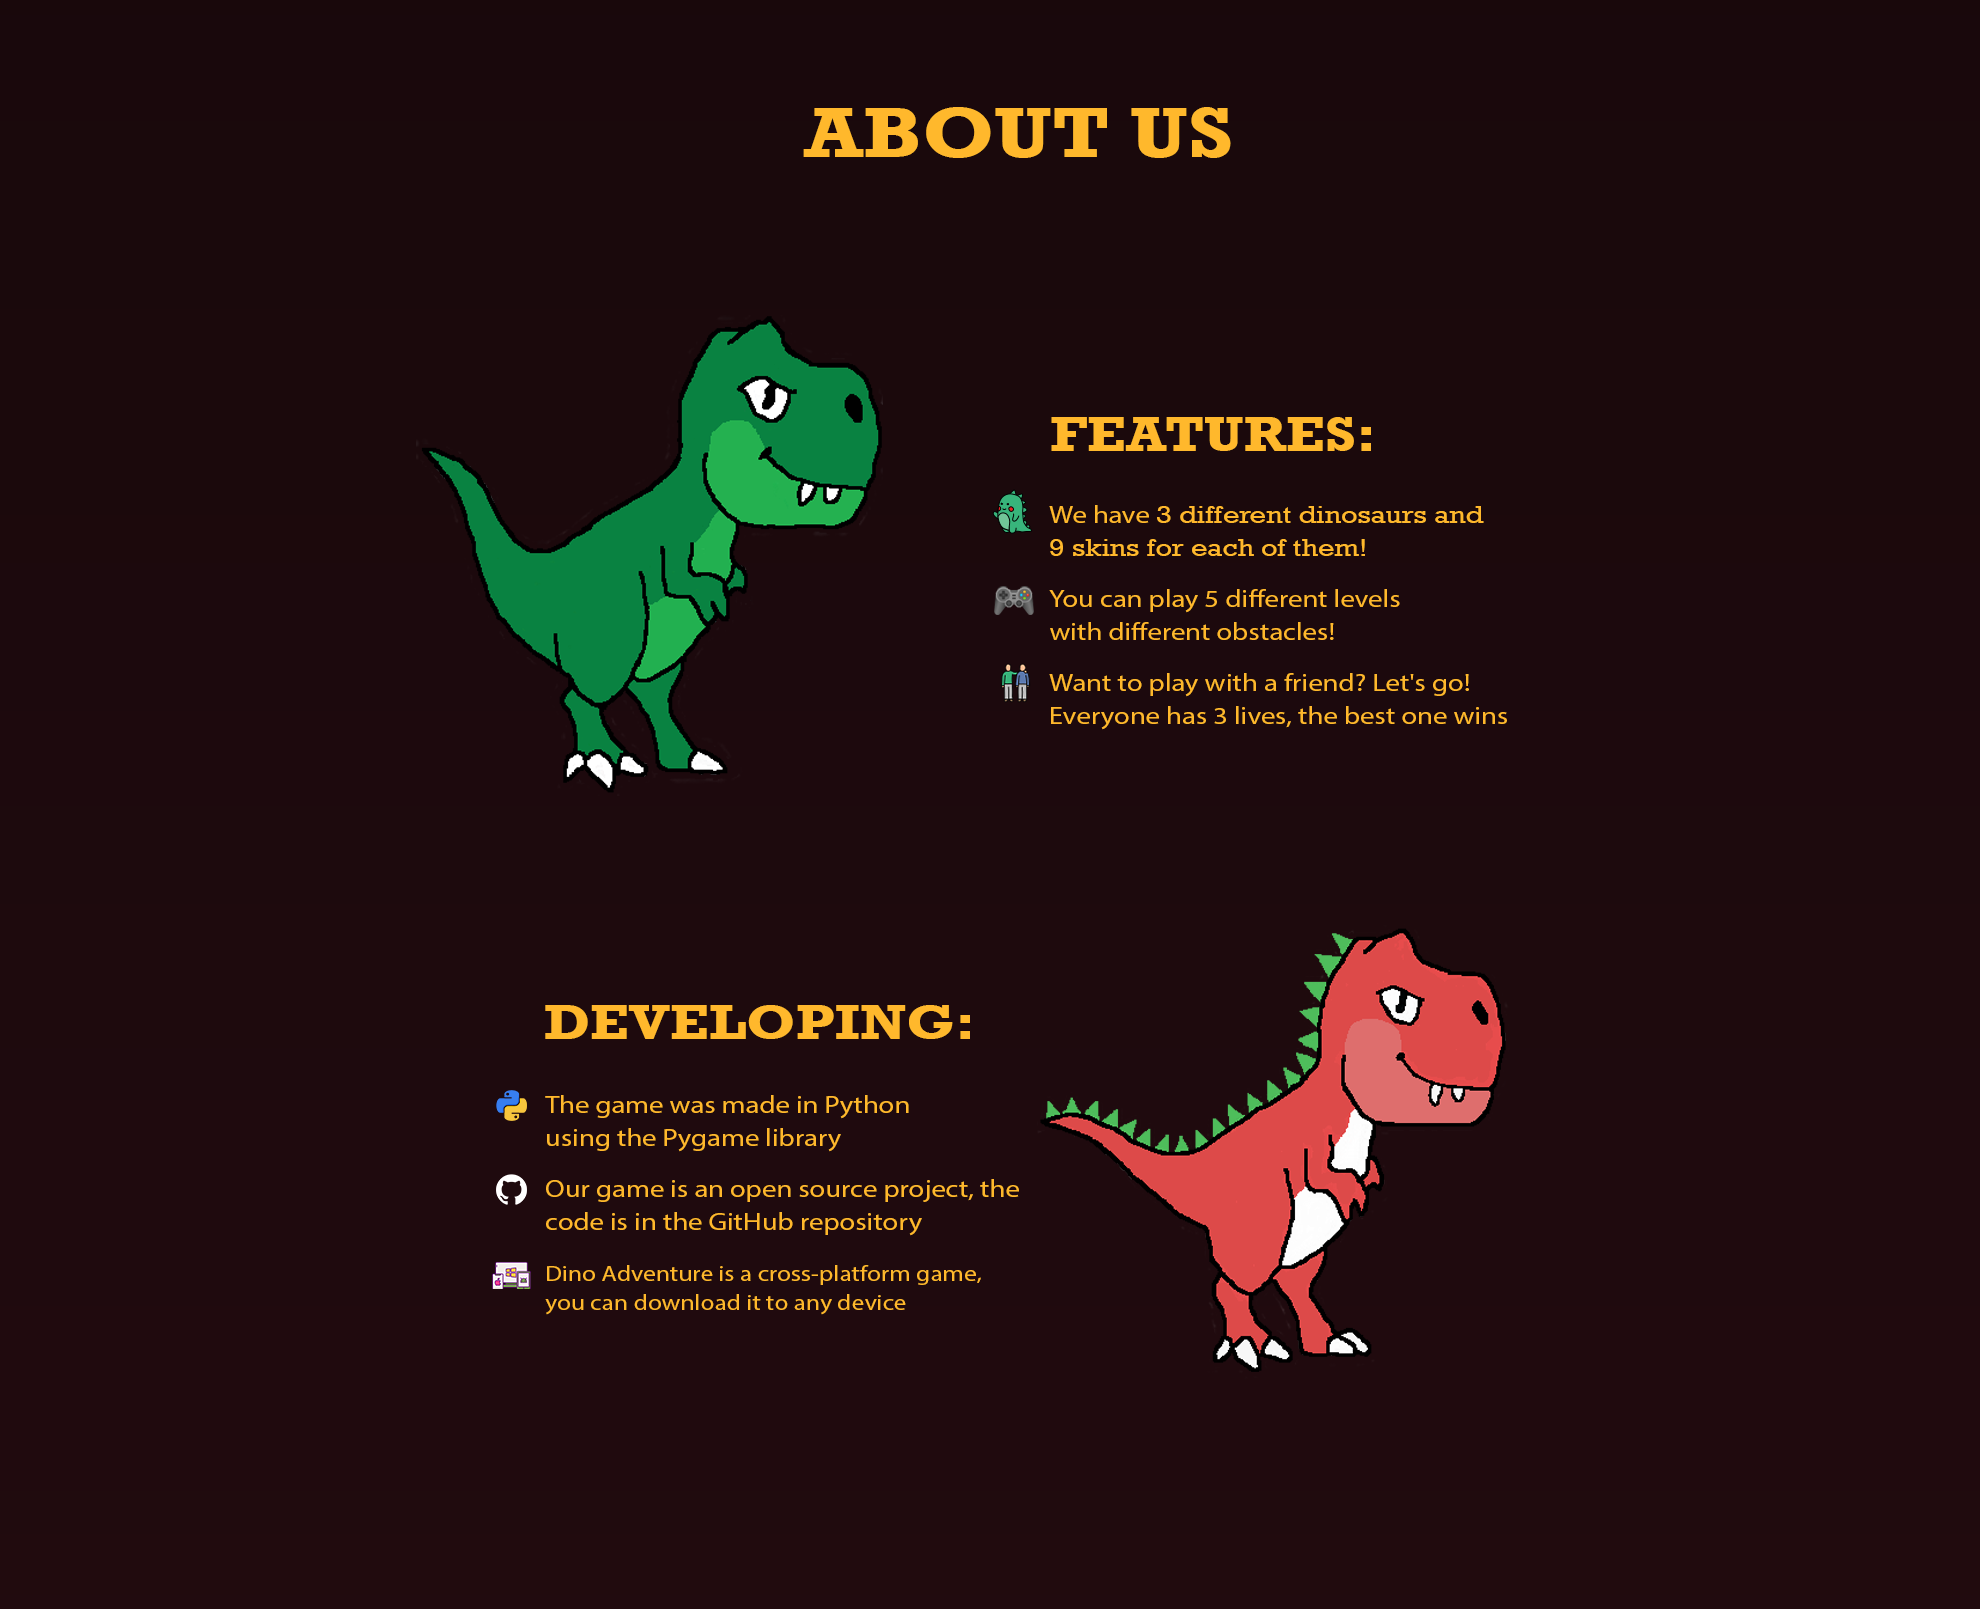 ABOUT US
FEATURES:
We have 3 different dinosaurs and
9 skins for each of them!
You can play 5 different levels
with different obstacles!
Want to play with a friend? Let's go!
Everyone has 3 lives, the best one wins
DEVELOPING:
The game was made in Python
using the Pygame library
Our game is an open source project, the
code is in the GitHub repository
Dino Adventure is a cross-platform game,
you can download it to any device